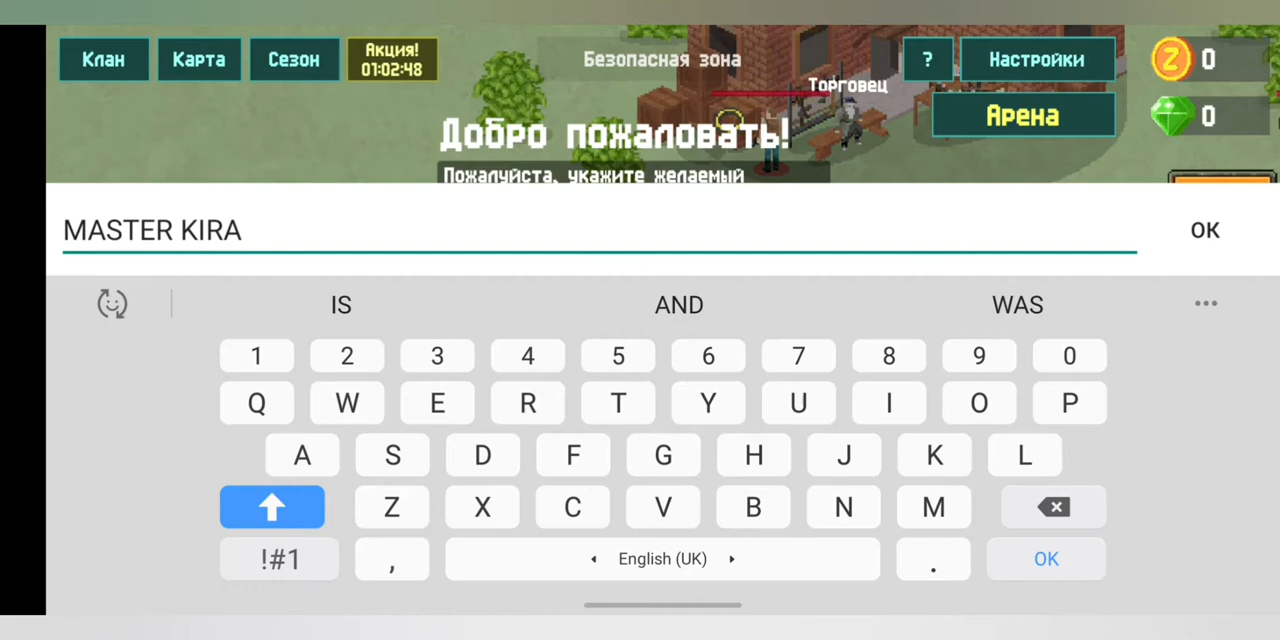 Клан
Карта
Сезон
Акция!
01:02:48
Безопасная зона
?
Настройки
0
Торговец
Арена
0
Добро пожаловать!
Пожалуйста, укажите желаемый
MASTER KIRA
OK
IS
AND
WAS
1 2 3 4 5 6 7 8 9 0
Q W E R T Y U I O P
A S D F G H J K L
Z X C V B N M
!#1 , English (UK) . OK